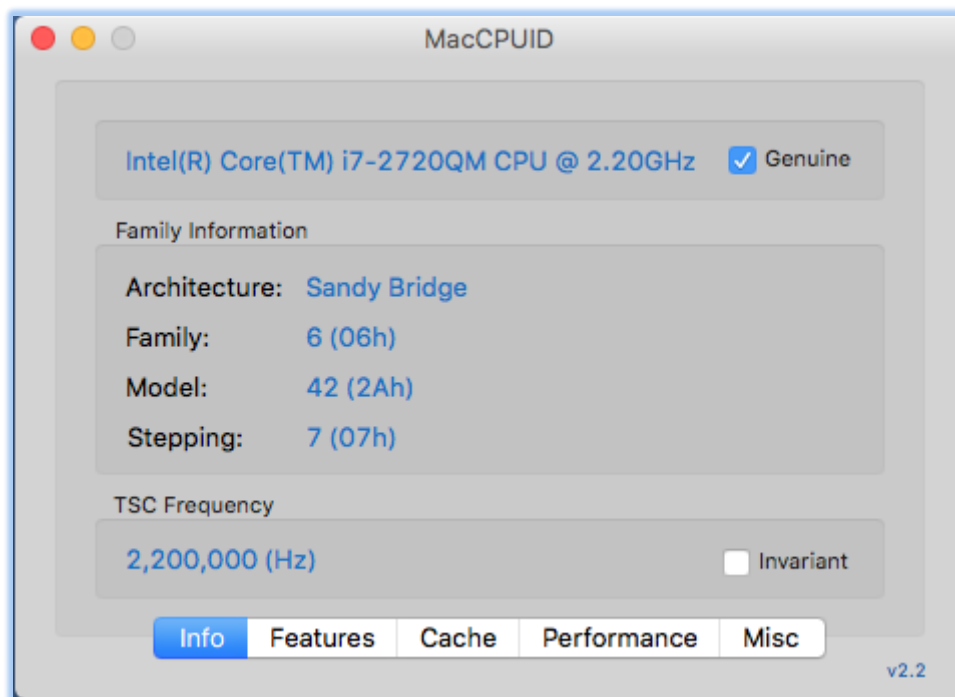 MacCPUID
Intel(R) Core(TM) i7-2720QM CPU @ 2.20GHz Genuine
Family Information
Architecture: Sandy Bridge
Family: 6 (06h)
Model: 42 (2Ah)
Stepping: 7 (07h)
TSC Frequency
2,200,000 (Hz) Invariant
Info Features Cache Performance Misc
v2.2